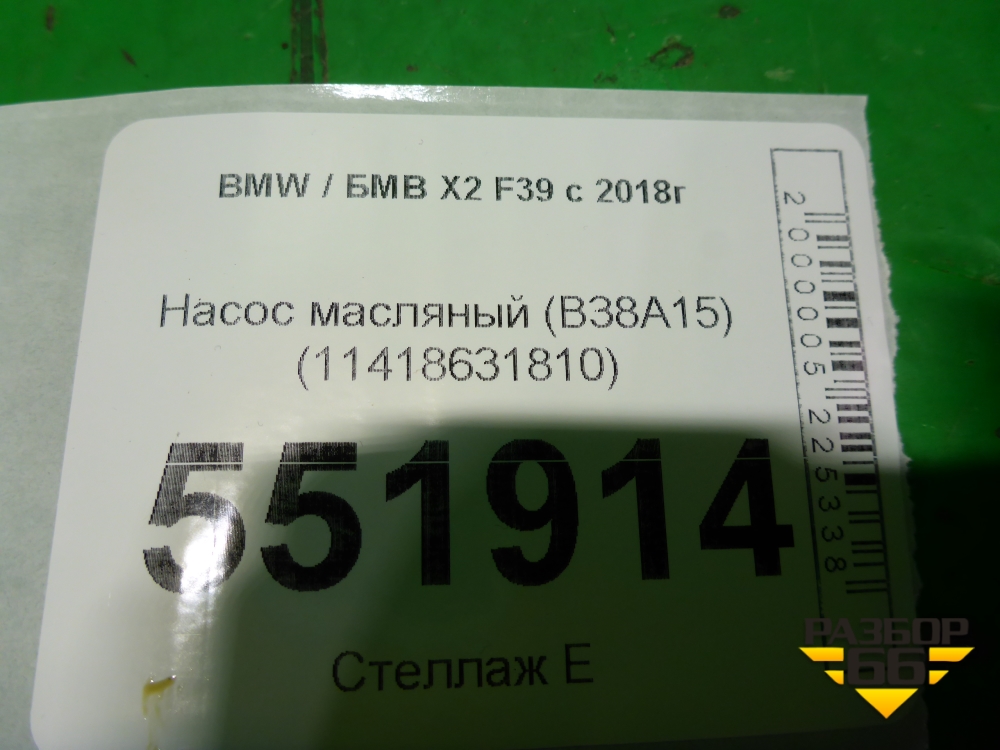 BMW / БМВ X2 F39 с 2018г
Насос масляный (B38A15)
(11418631810)
551914
Стеллаж Е
2000005225338
РАЗБОР
66